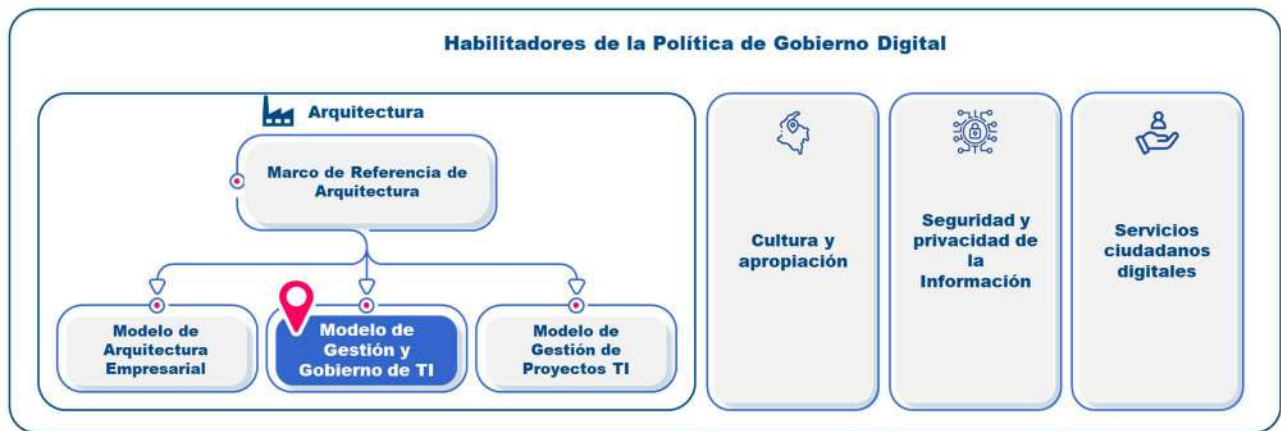 Habilitadores de la Política de Gobierno Digital
Arquitectura
Marco de Referencia de
Arquitectura
Modelo de
Arquitectura
Empresarial
Modelo de
Gestión y
Gobierno de TI
Modelo de
Gestión de
Proyectos TI
Cultura y
apropiación
Seguridad y
privacidad de
la
Información
Servicios
ciudadanos
digitales